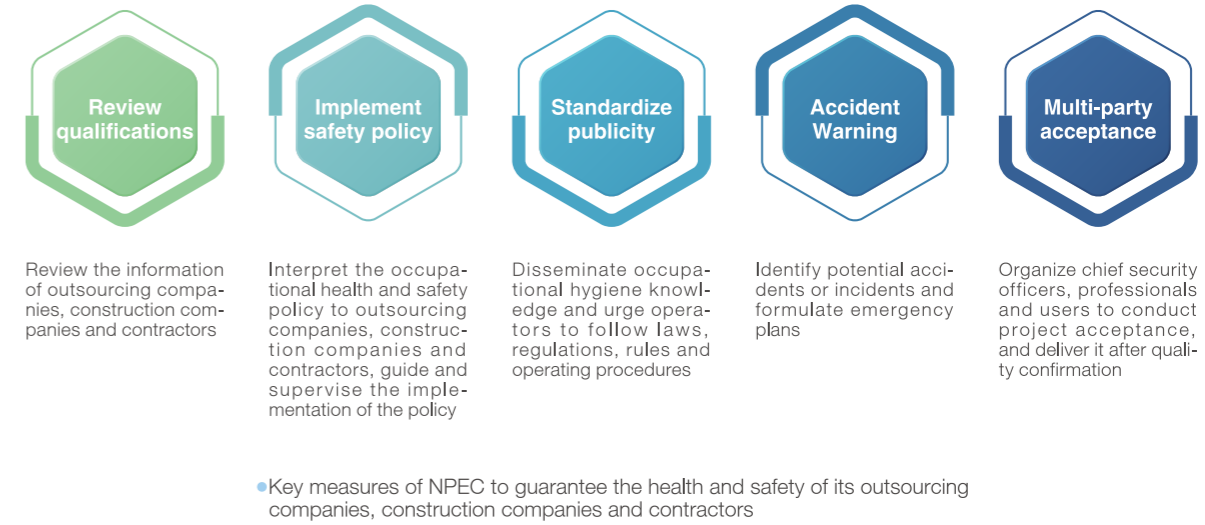 Review
qualifications
Implement
safety policy
Standardize
publicity
Accident
Warning
Multi-party
acceptance
Review the information
of outsourcing compa-
nies, construction com-
panies and contractors
Interpret the occupa-
tional health and safety
policy to outsourcing
companies, construc-
tion companies and
contractors, guide and
supervise the imple-
mentation of the policy
Disseminate occupa-
tional hygiene knowl-
edge and urge opera-
tors to follow laws,
regulations, rules and
operating procedures
Identify potential acci-
dents or incidents and
formulate emergency
plans
Organize chief security
officers, professionals
and users to conduct
project acceptance,
and deliver it after quali-
ty confirmation
●Key measures of NPEC to guarantee the health and safety of its outsourcing
companies, construction companies and contractors